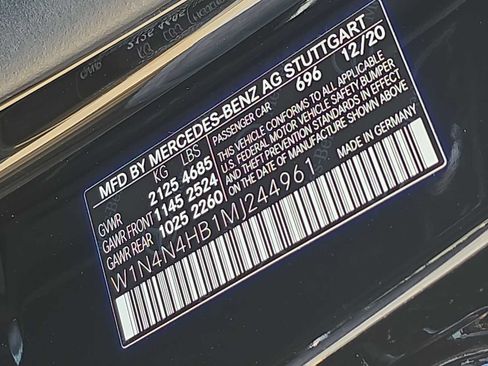 MFD BY MERCEDES-BENZ AG STUTTGART
KG LBS PASSENGER CAR 696 12/20
GVWR 2125 4685
GAWR FRONT 1145 2524
GAWR REAR 1025 2260
THIS VEHICLE CONFORMS TO ALL APPLICABLE
U.S. FEDERAL MOTOR VEHICLE SAFETY, BUMPER
AND THEFT PREVENTION STANDARDS IN EFFECT
ON THE DATE OF MANUFACTURE SHOWN ABOVE
W1N4N4HB1MJ244961
MADE IN GERMANY